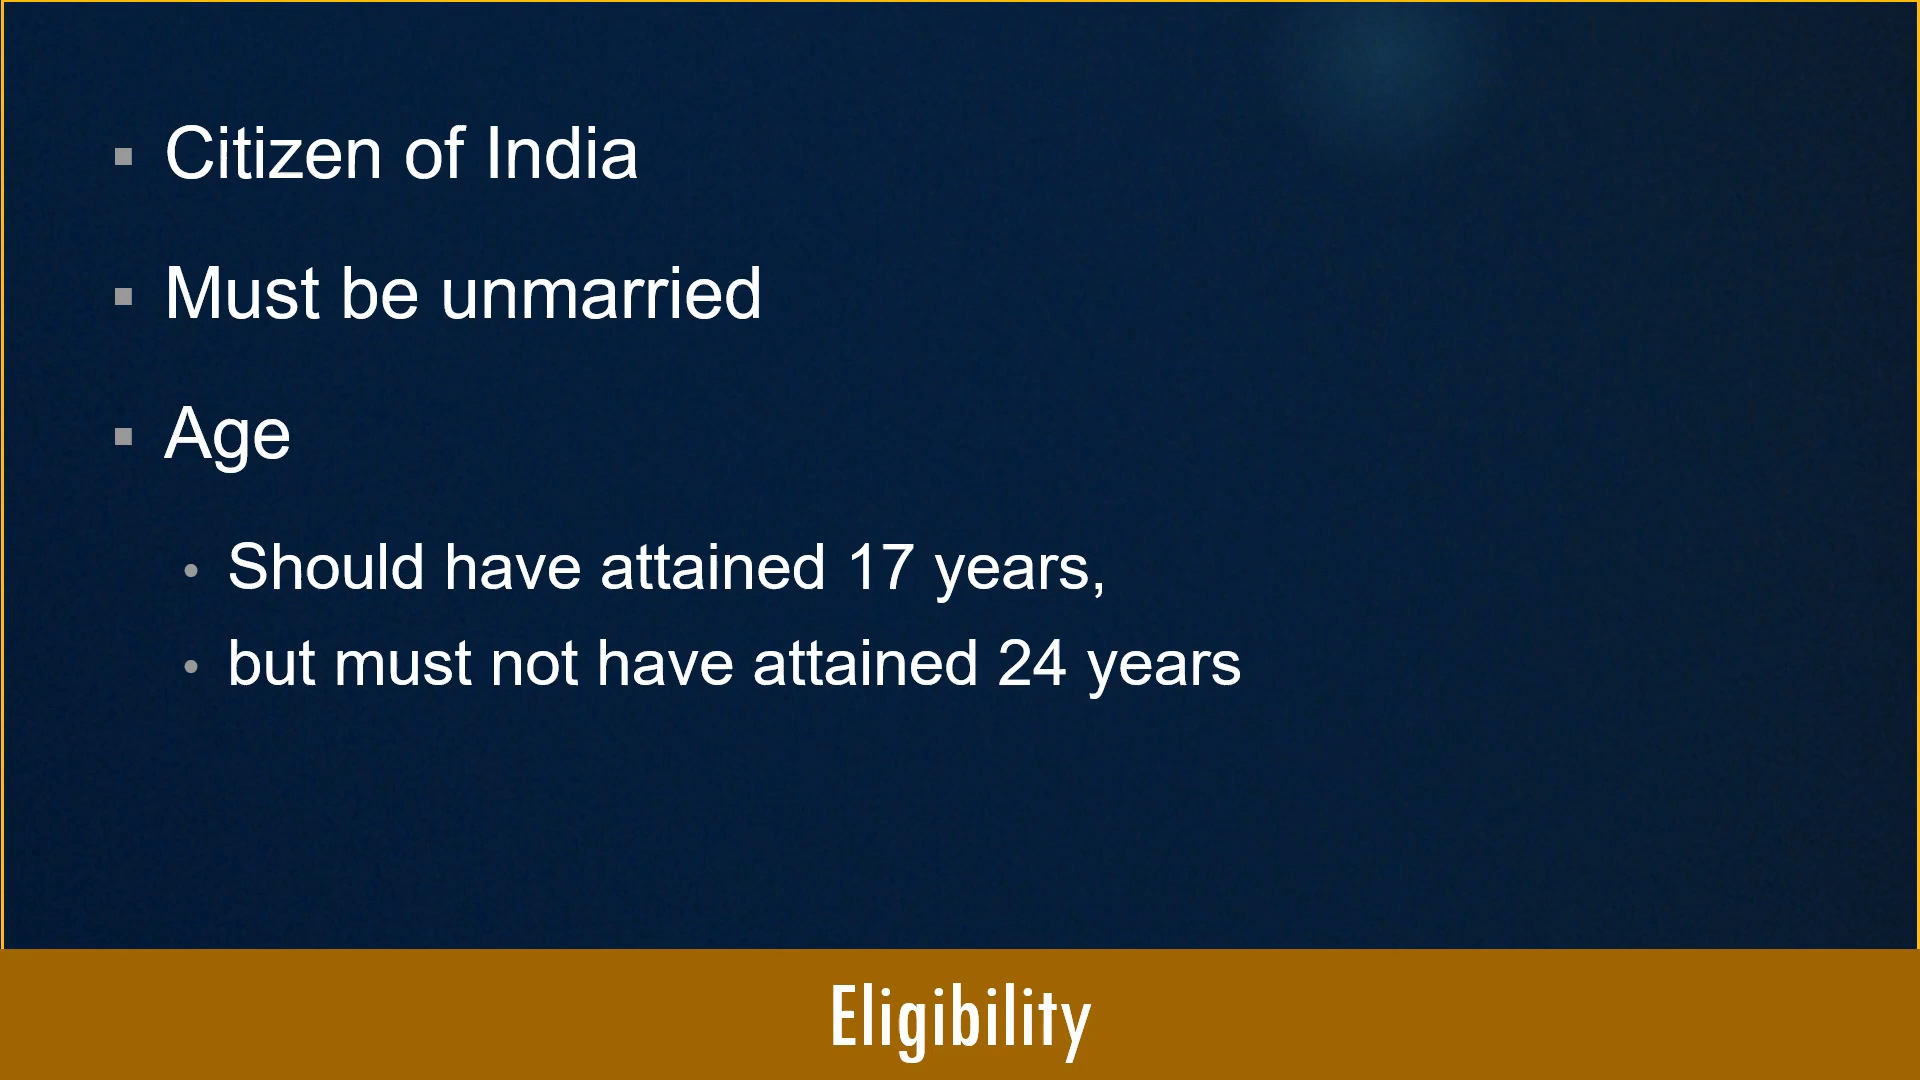 Citizen of India
Must be unmarried
Age
Should have attained 17 years,
but must not have attained 24 years
Eligibility